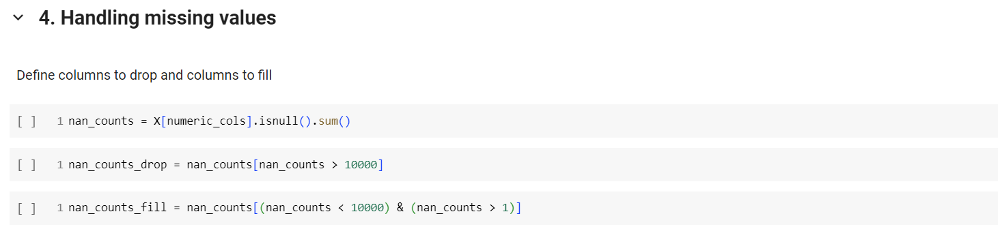 4. Handling missing values
Define columns to drop and columns to fill
[ ] 1 nan_counts = X[numeric_cols].isnull().sum()
[ ] 1 nan_counts_drop = nan_counts[nan_counts > 10000]
[ ] 1 nan_counts_fill = nan_counts[(nan_counts < 10000) & (nan_counts > 1)]